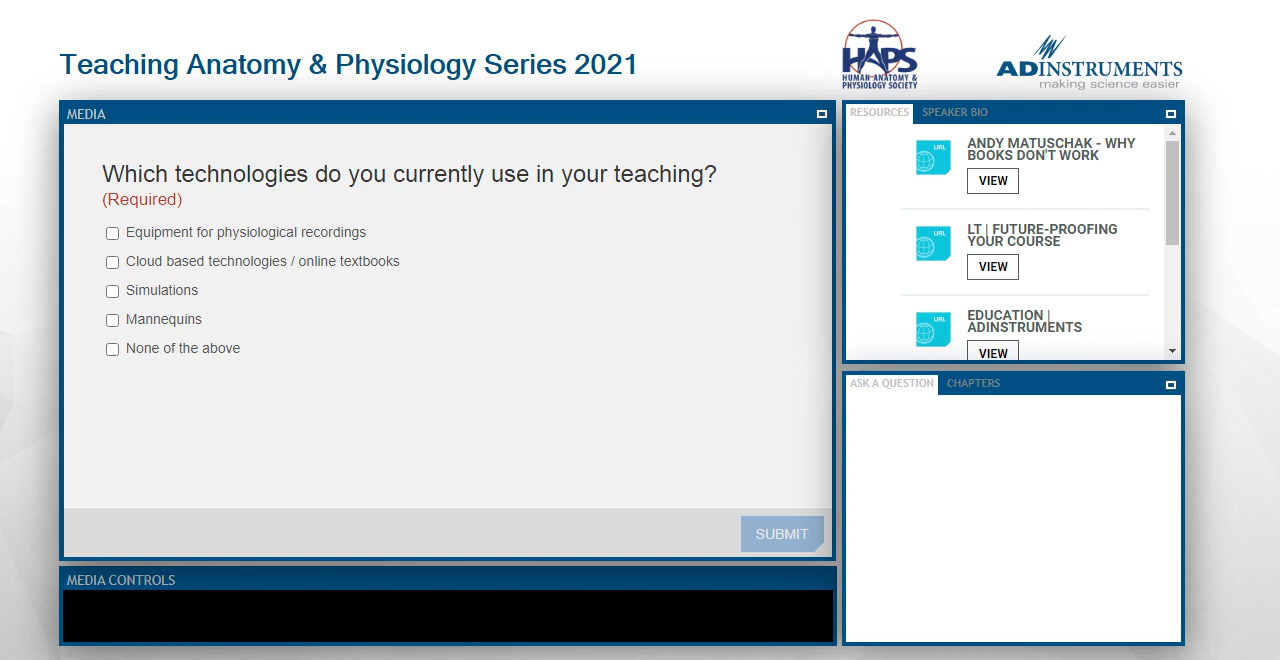 Teaching Anatomy & Physiology Series 2021
HAPS
HUMAN ANATOMY &
PHYSIOLOGY SOCIETY
ADINSTRUMENTS
making science easier
MEDIA
Which technologies do you currently use in your teaching?
(Required)
Equipment for physiological recordings
Cloud based technologies / online textbooks
Simulations
Mannequins
None of the above
SUBMIT
MEDIA CONTROLS
RESOURCES SPEAKER BIO
URL
ANDY MATUSCHAK - WHY
BOOKS DON'T WORK
VIEW
URL
LT | FUTURE-PROOFING
YOUR COURSE
VIEW
URL
EDUCATION |
ADINSTRUMENTS
VIEW
ASK A QUESTION CHAPTERS